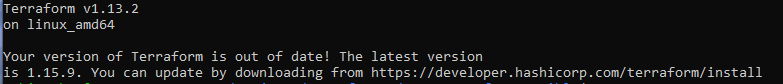 Terraform v1.13.2
on linux_amd64
Your version of Terraform is out of date! The latest version
is 1.15.9. You can update by downloading from https://developer.hashicorp.com/terraform/install